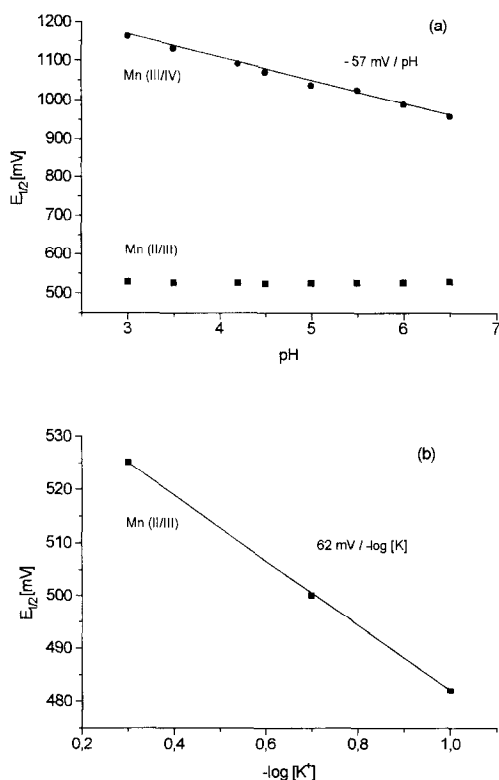 (a)
1200
1100
1000
900
800
700
600
500
E1/2 [mV]
Mn (III/IV)
- 57 mV / pH
Mn (II/III)
3
4
5
6
7
pH
(b)
530
520
510
500
490
480
E1/2 [mV]
Mn (II/III)
62 mV / -log [K]
0,2
0,4
0,6
0,8
1,0
-log [K+]